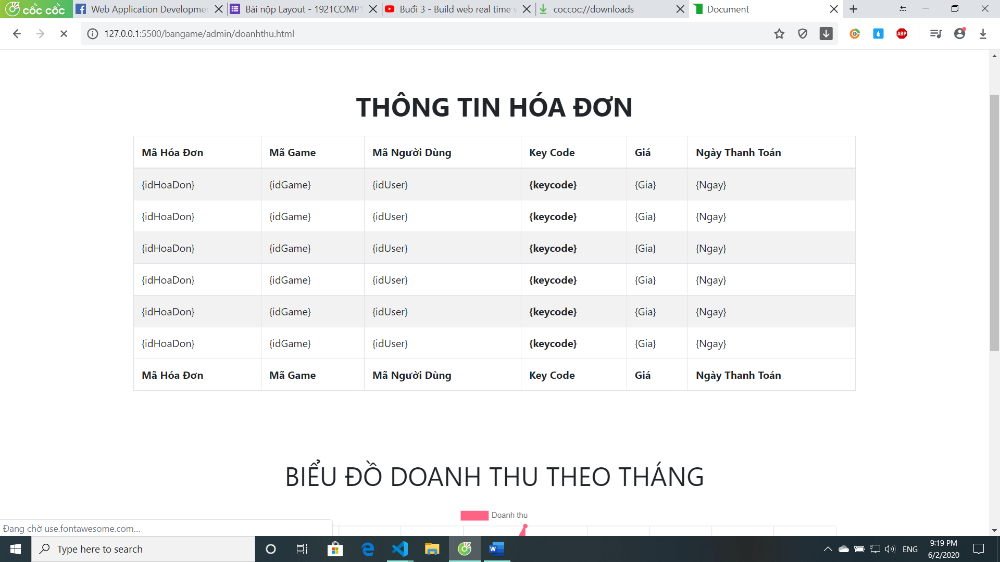 cốc cốc
Web Application Developmen
Bài nộp Layout - 1921COMP1
Buổi 3 - Build web real time v
coccoc://downloads
Document
127.0.0.1:5500/bangame/admin/doanhthu.html
ABP
THÔNG TIN HÓA ĐƠN
Mã Hóa Đơn Mã Game Mã Người Dùng Key Code Giá Ngày Thanh Toán
{idHoaDon} {idGame} {idUser} {keycode} {Gia} {Ngay}
{idHoaDon} {idGame} {idUser} {keycode} {Gia} {Ngay}
{idHoaDon} {idGame} {idUser} {keycode} {Gia} {Ngay}
{idHoaDon} {idGame} {idUser} {keycode} {Gia} {Ngay}
{idHoaDon} {idGame} {idUser} {keycode} {Gia} {Ngay}
{idHoaDon} {idGame} {idUser} {keycode} {Gia} {Ngay}
Mã Hóa Đơn Mã Game Mã Người Dùng Key Code Giá Ngày Thanh Toán
BIỂU ĐỒ DOANH THU THEO THÁNG
Doanh thu
Đang chờ use.fontawesome.com...
Type here to search
ENG
9:19 PM
6/2/2020